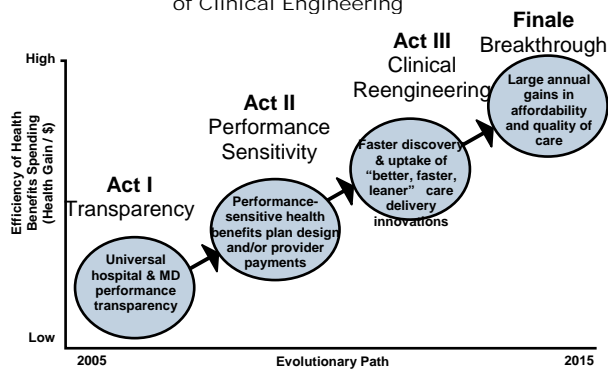 of Clinical Engineering
Finale
Breakthrough
Large annual
gains in
affordability
and quality of
care
Act III
Clinical
Reengineering
Faster discovery
& uptake of
"better, faster,
leaner" care
delivery
innovations
Act II
Performance
Sensitivity
Performance-
sensitive health
benefits plan design
and/or provider
payments
Act I
Transparency
Universal
hospital & MD
performance
transparency
High
Efficiency of Health
Benefits Spending
(Health Gain / $)
Low
2005
Evolutionary Path
2015